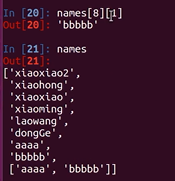 In [20]: names[8][1]
Out[20]: 'bbbbb'
In [21]: names
Out[21]:
['xiaoxiao2',
'xiaohong',
'xiaoxiao',
'xiaoming',
'laowang',
'dongGe',
'aaaa',
'bbbbb',
['aaaa', 'bbbbb']]